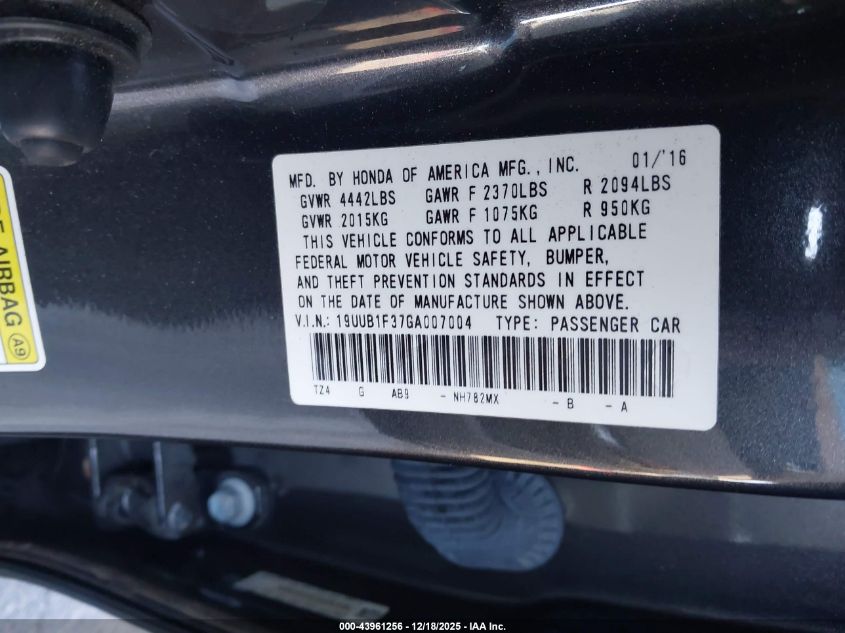 MFD. BY HONDA OF AMERICA MFG., INC. 01/'16
GVWR 4442LBS GAWR F 2370LBS R 2094LBS
GVWR 2015KG GAWR F 1075KG R 950KG
THIS VEHICLE CONFORMS TO ALL APPLICABLE
FEDERAL MOTOR VEHICLE SAFETY, BUMPER,
AND THEFT PREVENTION STANDARDS IN EFFECT
ON THE DATE OF MANUFACTURE SHOWN ABOVE.
V.I.N.: 19UUB1F37GA007004 TYPE: PASSENGER CAR
TZ4 G AB9 - NH782MX - B - A
AIRBAG A9
000-43961256 - 12/18/2025 - IAA Inc.